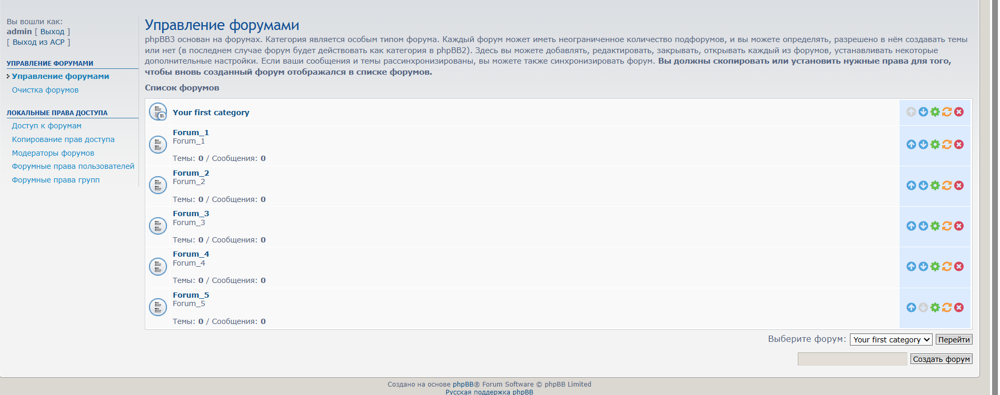 Вы вошли как:
admin [ Выход ]
[ Выход из ACP ]
УПРАВЛЕНИЕ ФОРУМАМИ
Управление форумами
Очистка форумов
ЛОКАЛЬНЫЕ ПРАВА ДОСТУПА
Доступ к форумам
Копирование прав доступа
Модераторы форумов
Форумные права пользователей
Форумные права групп
Управление форумами
phpBB3 основан на форумах. Категория является особым типом форума. Каждый форум может иметь неограниченное количество подфорумов, и вы можете определять, разрешено в нём создавать темы
или нет (в последнем случае форум будет действовать как категория в phpBB2). Здесь вы можете добавлять, редактировать, закрывать, открывать каждый из форумов, устанавливать некоторые
дополнительные настройки. Если ваши сообщения и темы рассинхронизированы, вы можете также синхронизировать форум. Вы должны скопировать или установить нужные права для того,
чтобы вновь созданный форум отображался в списке форумов.
Список форумов
Your first category
Forum_1
Forum_1
Темы: 0 / Сообщения: 0
Forum_2
Forum_2
Темы: 0 / Сообщения: 0
Forum_3
Forum_3
Темы: 0 / Сообщения: 0
Forum_4
Forum_4
Темы: 0 / Сообщения: 0
Forum_5
Forum_5
Темы: 0 / Сообщения: 0
Выберите форум: Your first category Перейти
Создать форум
Создано на основе phpBB® Forum Software © phpBB Limited
Русская поддержка phpBB